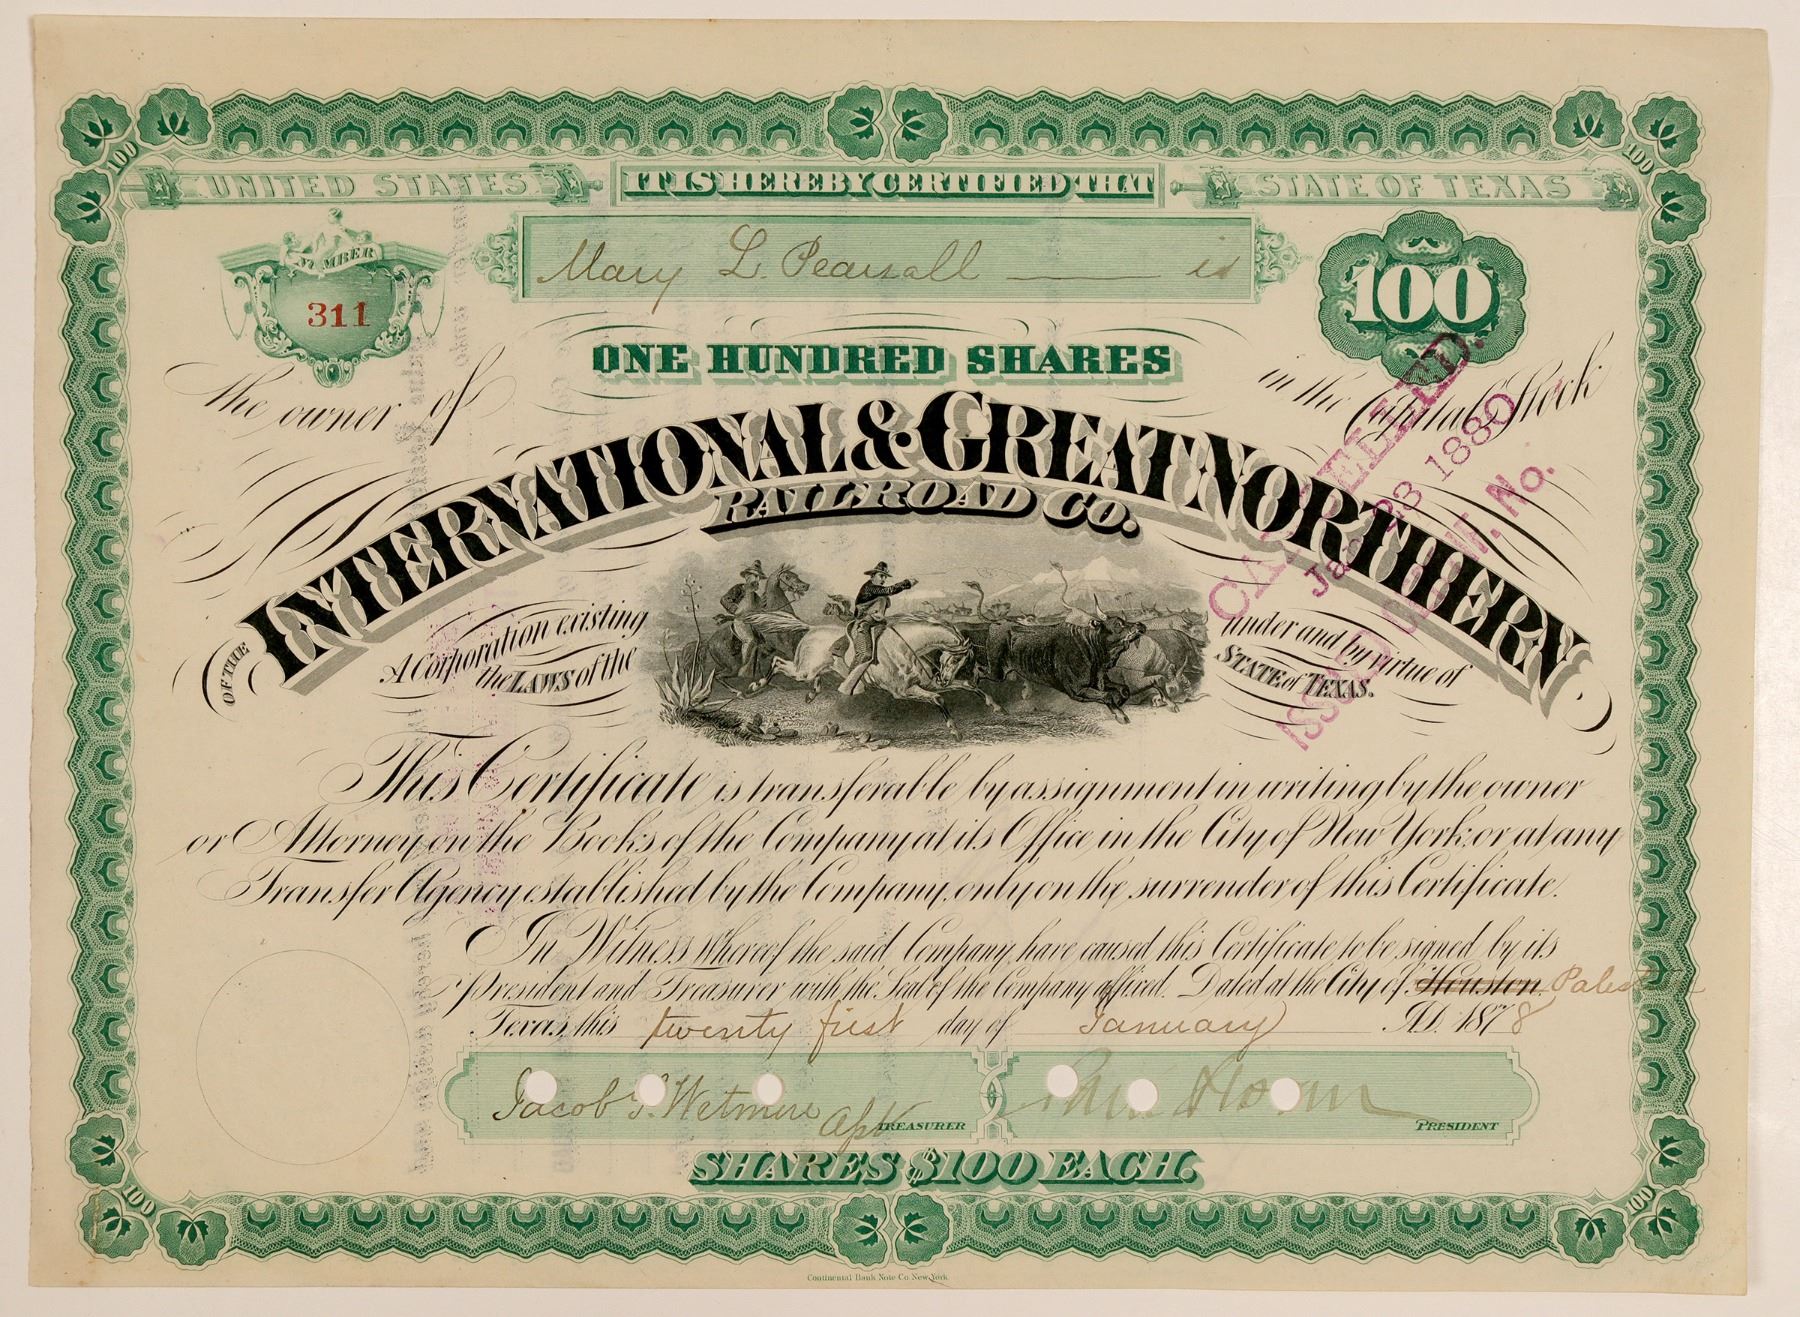 UNITED STATES
IT IS HEREBY CERTIFIED THAT
STATE OF TEXAS
100
100
NUMBER
311
Mary L. Pearsall is
100
ONE HUNDRED SHARES
The owner of
in the Capital Stock
OF THE
INTERNATIONAL & GREAT NORTHERN
RAILROAD CO.
CANCELLED.
Jan 23 1880
ISSUED O. W. No.
A Corporation existing
under and by virtue of
the LAWS of the
STATE of TEXAS.
This Certificate is transferable by assignment in writing by the owner
or Attorney on the Books of the Company at its Office in the City of New York or at any
Transfer Agency established by the Company, only on the surrender of this Certificate.
In Witness Whereof the said Company have caused this Certificate to be signed by its
President and Treasurer with the Seal of the Company affixed. Dated at the City of Houston Palestine
Texas, this twenty first day of January A.D. 1878
Jacob S. Wetmore
TREASURER
PRESIDENT
SHARES $100 EACH.
100
100
Continental Bank Note Co New York